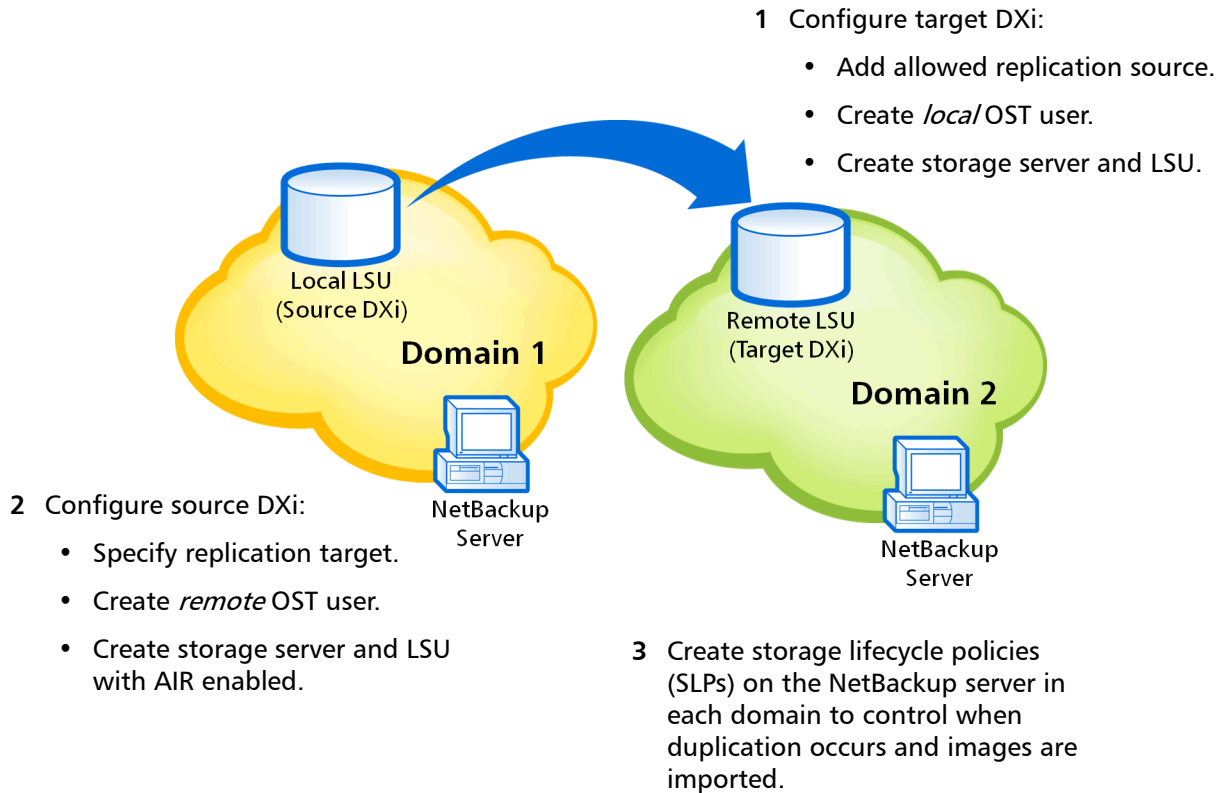 1 Configure target DXi:
• Add allowed replication source.
• Create local OST user.
• Create storage server and LSU.
Local LSU
(Source DXi)
Domain 1
NetBackup
Server
Remote LSU
(Target DXi)
Domain 2
NetBackup
Server
2 Configure source DXi:
• Specify replication target.
• Create remote OST user.
• Create storage server and LSU
with AIR enabled.
3 Create storage lifecycle policies
(SLPs) on the NetBackup server in
each domain to control when
duplication occurs and images are
imported.